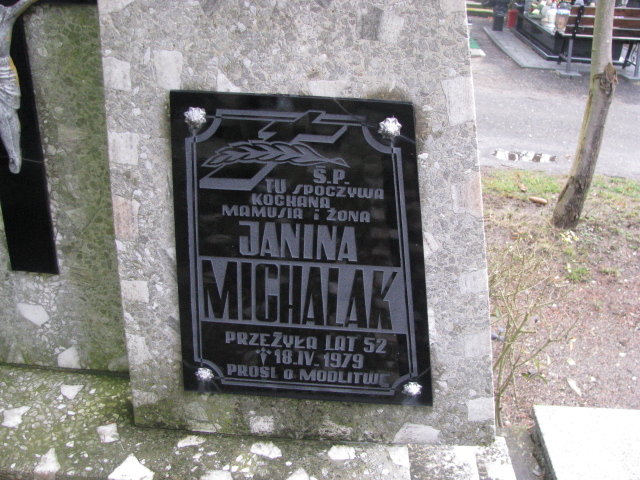 Ś.P.
TU SPOCZYWA
KOCHANA
MAMUSIA i ŻONA
JANINA
MICHALAK
PRZEŻYŁA LAT 52
✝ 18.IV.1979
PROSI O MODLITWĘ